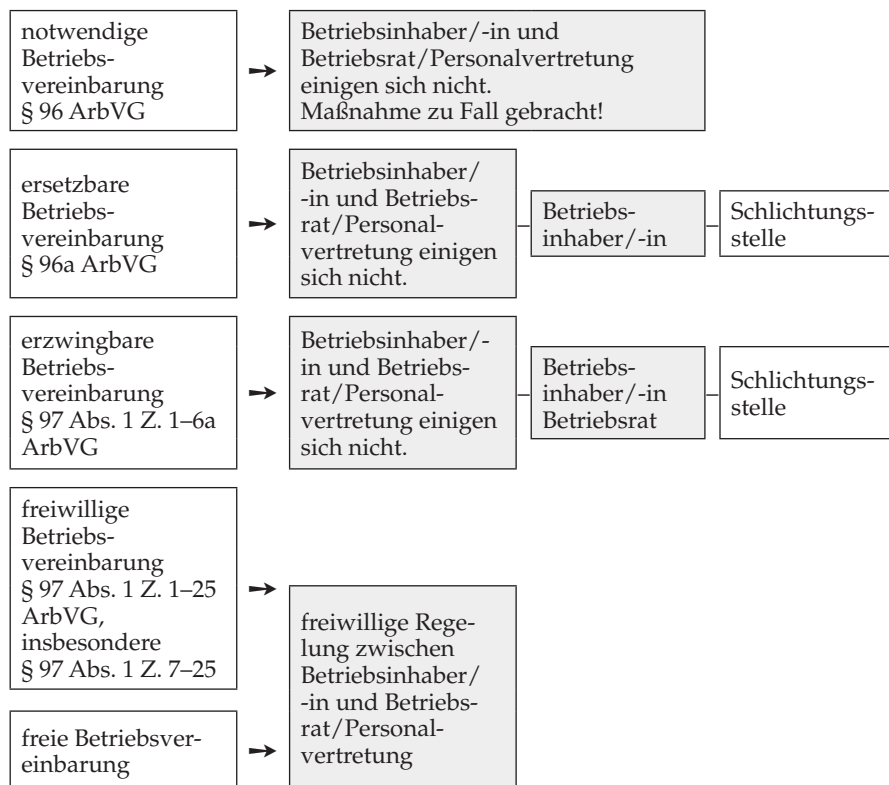 notwendige
Betriebs-
vereinbarung
§ 96 ArbVG
Betriebsinhaber/-in und
Betriebsrat/Personalvertretung
einigen sich nicht.
Maßnahme zu Fall gebracht!
ersetzbare
Betriebs-
vereinbarung
§ 96a ArbVG
Betriebsinhaber/
-in und Betriebs-
rat/Personal-
vertretung einigen
sich nicht.
Betriebs-
inhaber/-in
Schlichtungs-
stelle
erzwingbare
Betriebs-
vereinbarung
§ 97 Abs. 1 Z. 1–6a
ArbVG
Betriebsinhaber/-
in und Betriebs-
rat/Personal-
vertretung einigen
sich nicht.
Betriebs-
inhaber/-in
Betriebsrat
Schlichtungs-
stelle
freiwillige
Betriebs-
vereinbarung
§ 97 Abs. 1 Z. 1–25
ArbVG,
insbesondere
§ 97 Abs. 1 Z. 7–25
freiwillige Rege-
lung zwischen
Betriebsinhaber/
-in und Betriebs-
rat/Personal-
vertretung
freie Betriebsver-
einbarung